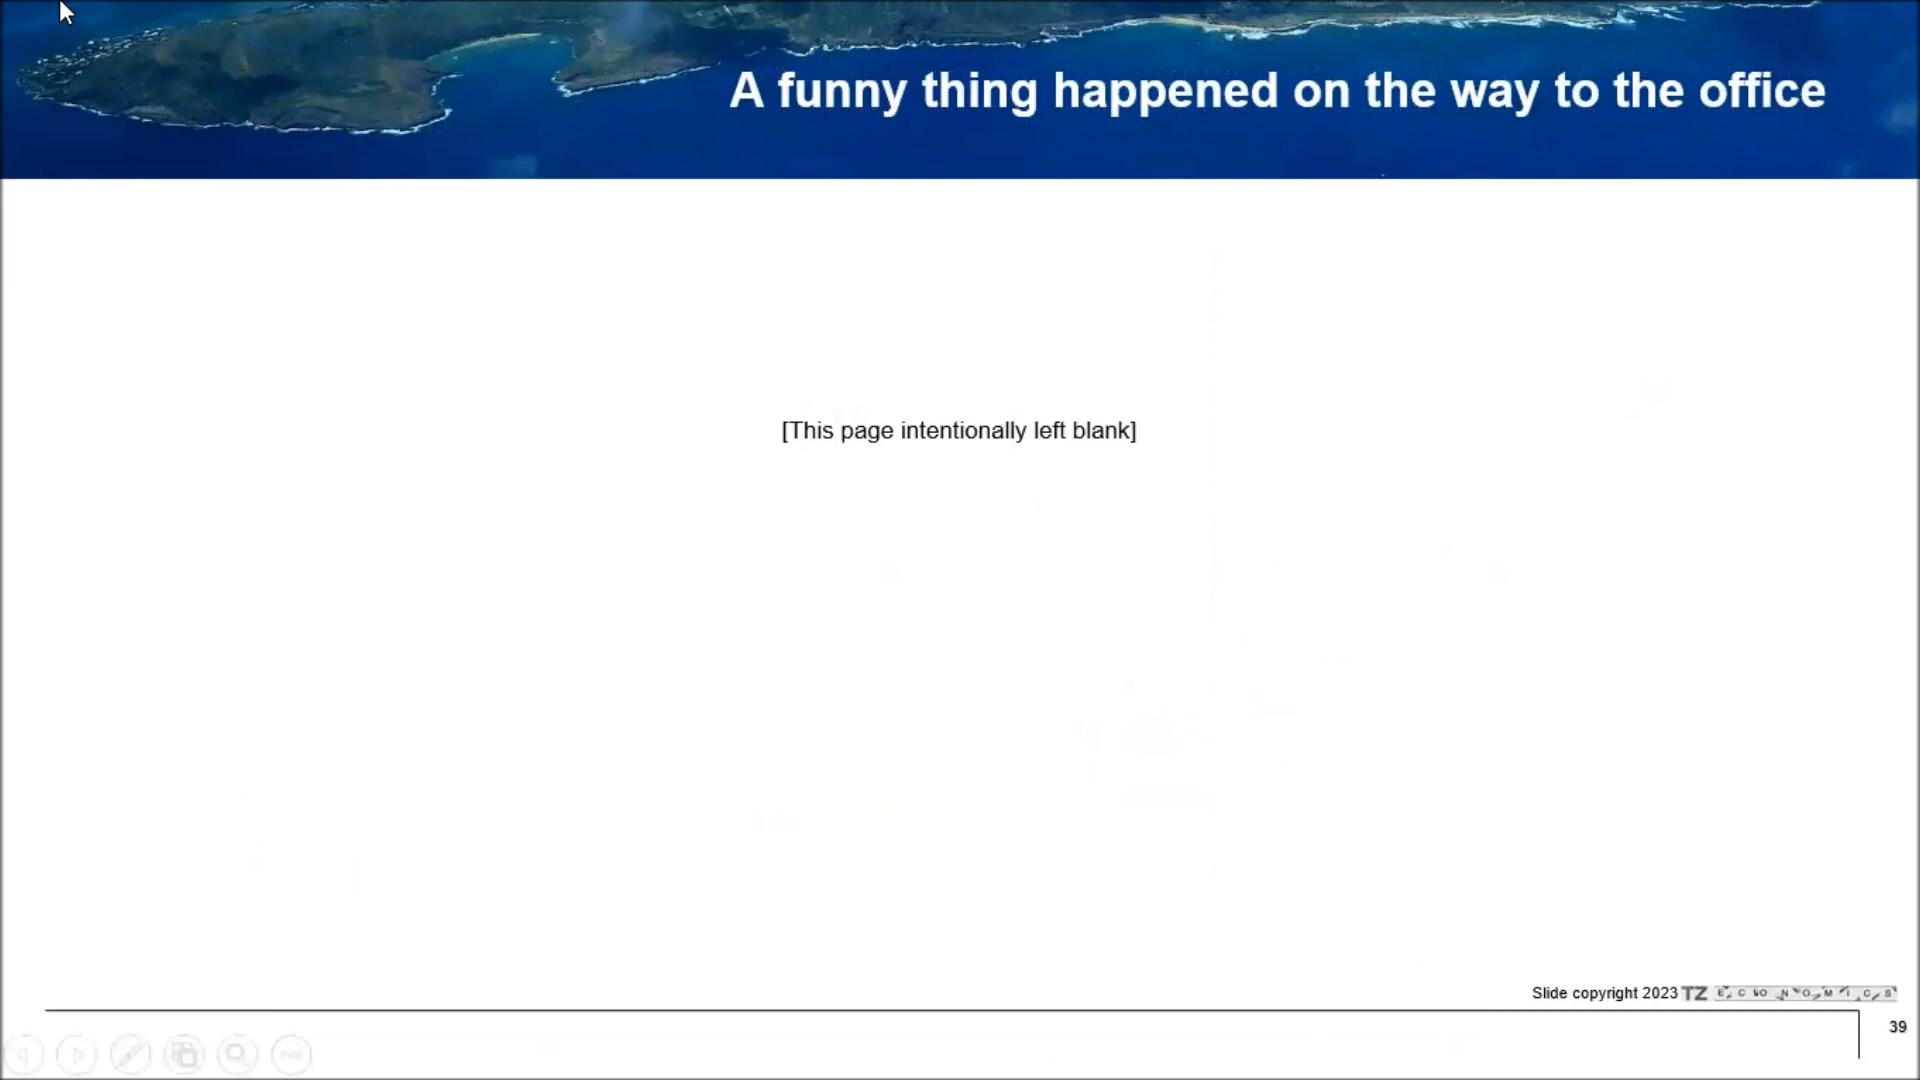 A funny thing happened on the way to the office
[This page intentionally left blank]
Slide copyright 2023 TZ ECONOMICS
39